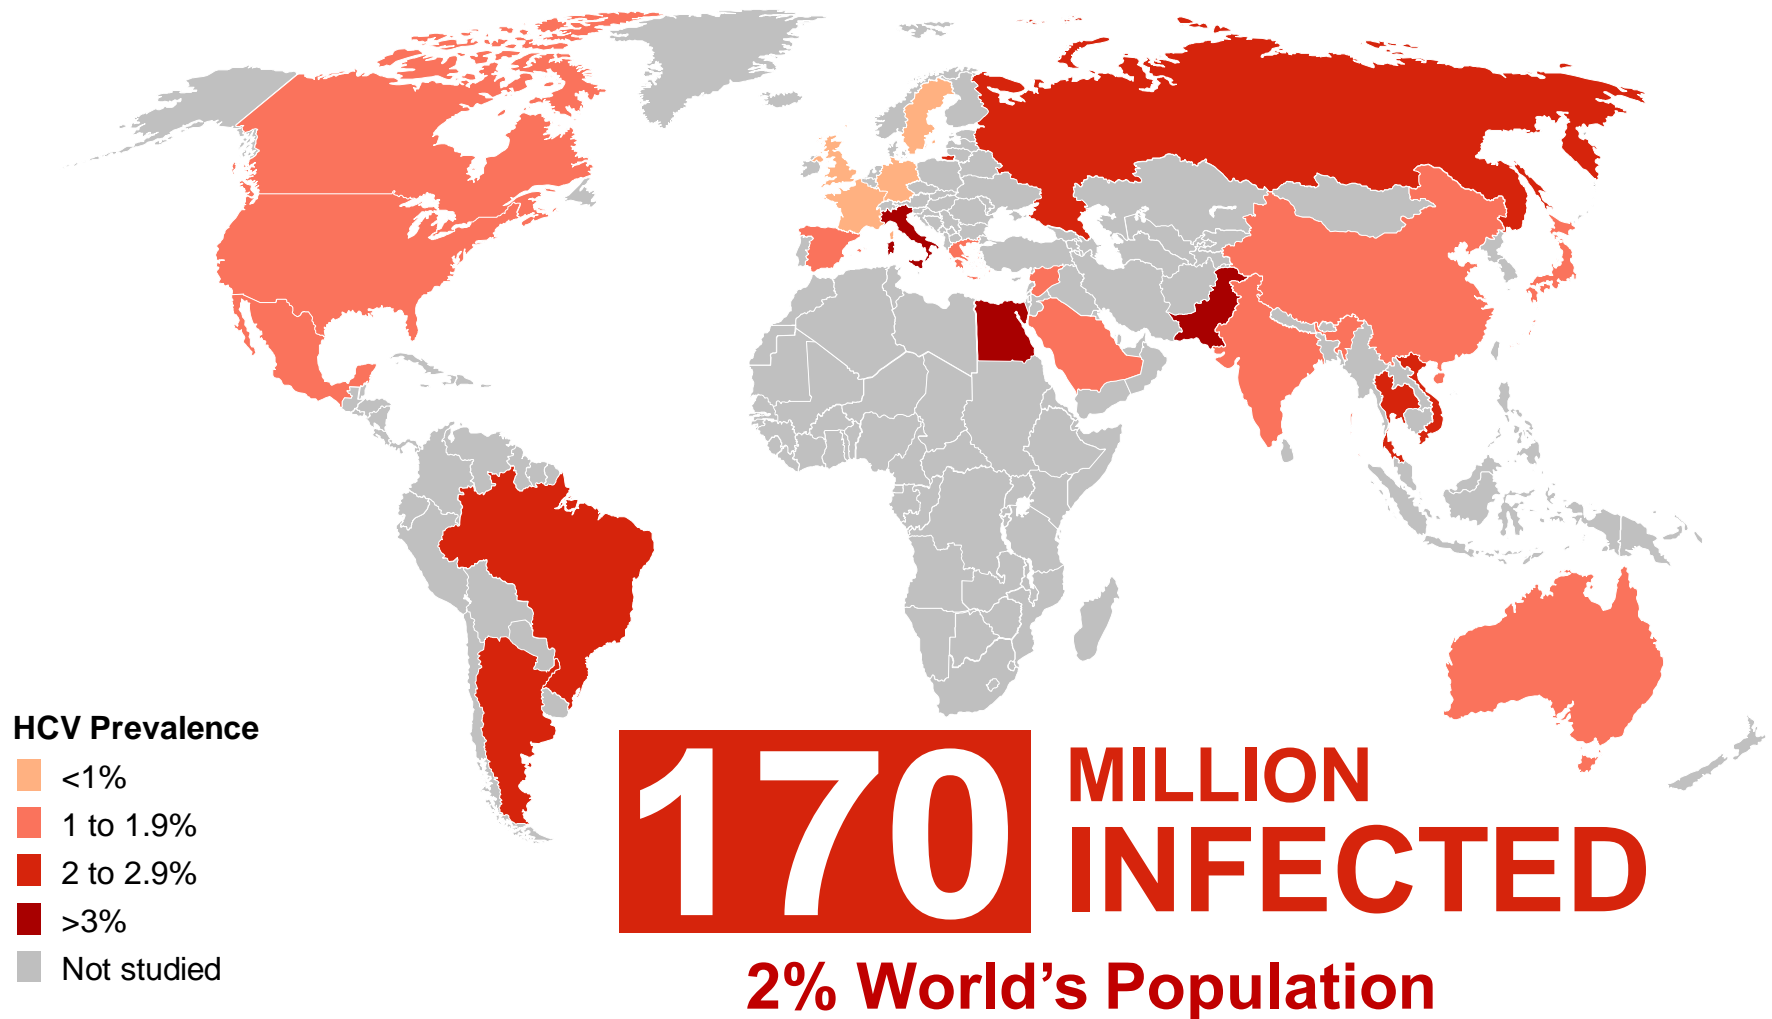 HCV Prevalence
<1%
1 to 1.9%
2 to 2.9%
>3%
Not studied
170
MILLION
INFECTED
2% World’s Population